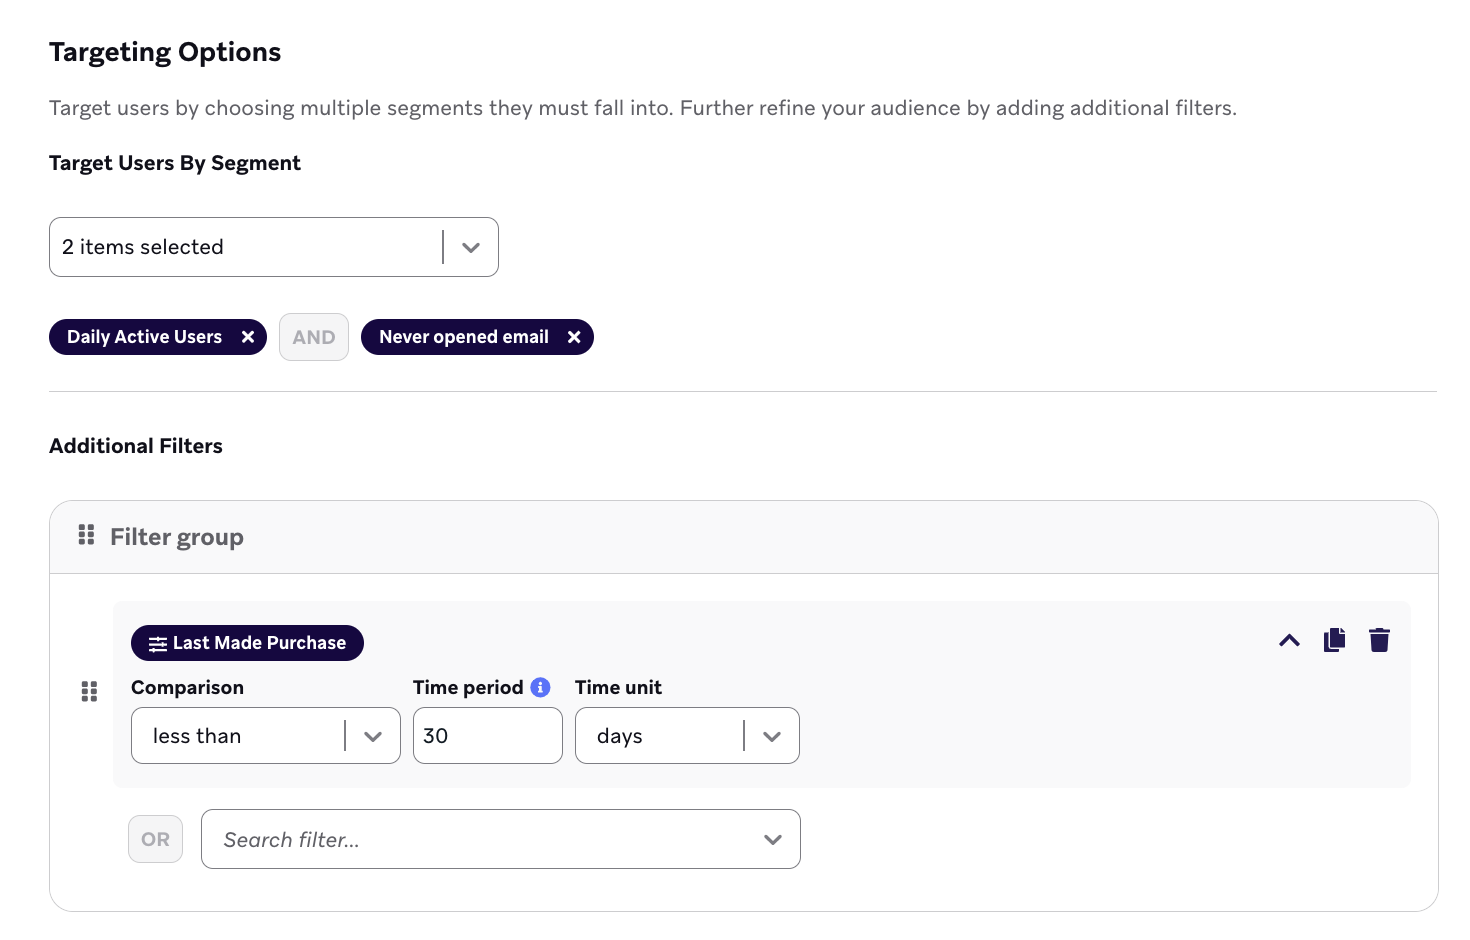 Targeting Options
Target users by choosing multiple segments they must fall into. Further refine your audience by adding additional filters.
Target Users By Segment
2 items selected
Daily Active Users AND Never opened email
Additional Filters
Filter group
Last Made Purchase
Comparison Time period Time unit
less than 30 days
OR Search filter...